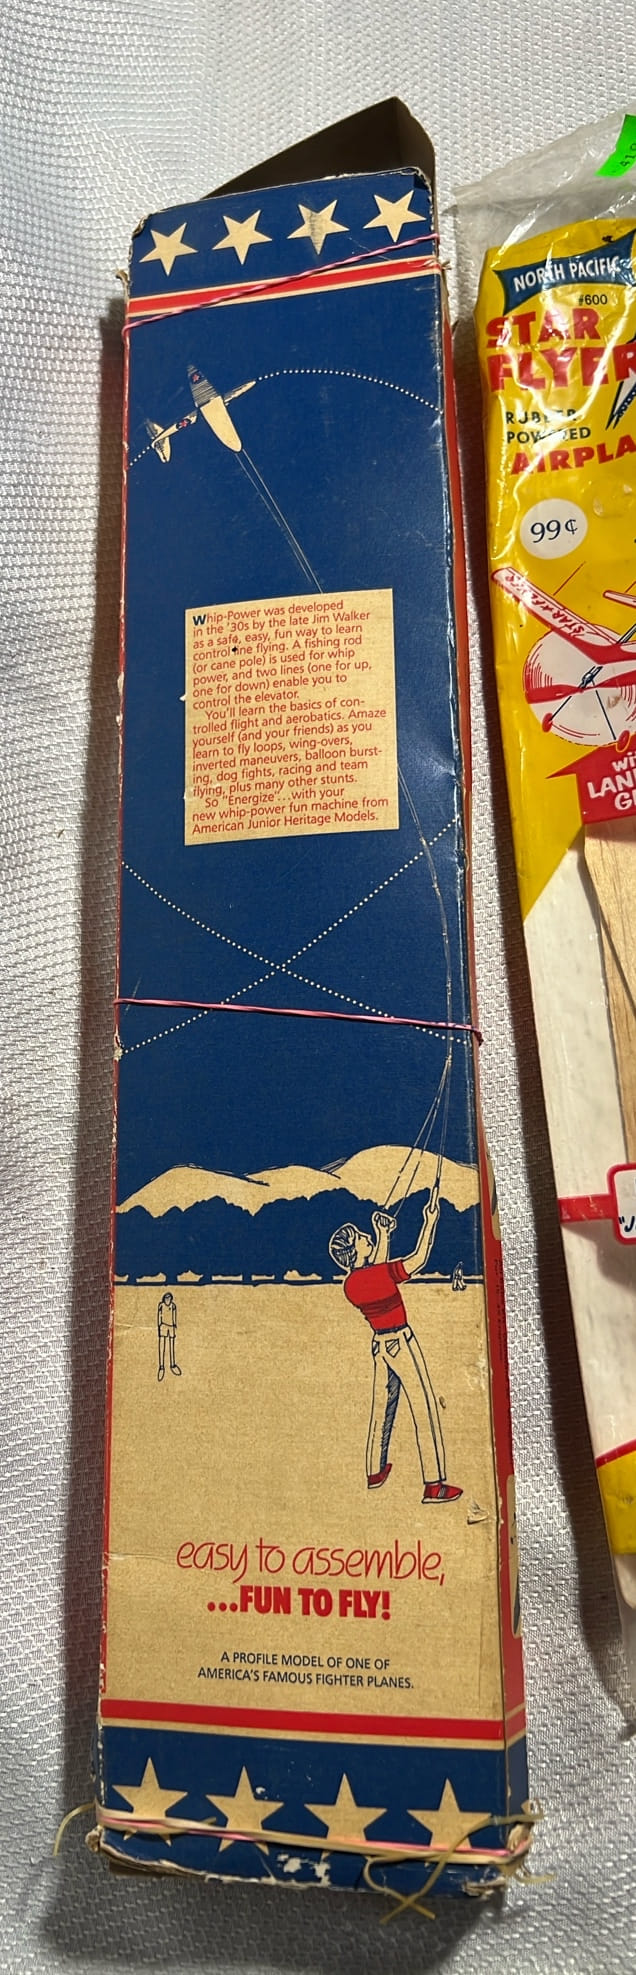 Whip-Power was developed
in the '30s by the late Jim Walker
as a safe, easy, fun way to learn
control line flying. A fishing rod
(or cane pole) is used for whip
power, and two lines (one for up,
one for down) enable you to
control the elevator.
You'll learn the basics of con-
trolled flight and aerobatics. Amaze
yourself (and your friends) as you
learn to fly loops, wing-overs,
inverted maneuvers, balloon burst-
ing, dog fights, racing and team
flying, plus many other stunts.
So "Energize"...with your
new whip-power fun machine from
American Junior Heritage Models.
easy to assemble,
...FUN TO FLY!
A PROFILE MODEL OF ONE OF
AMERICA'S FAMOUS FIGHTER PLANES.
NORTH PACIFIC
#600
STAR
FLYER
RUBBER
POWERED
AIRPLA
99¢
STAR FLYER
wi
LAN
G
"J